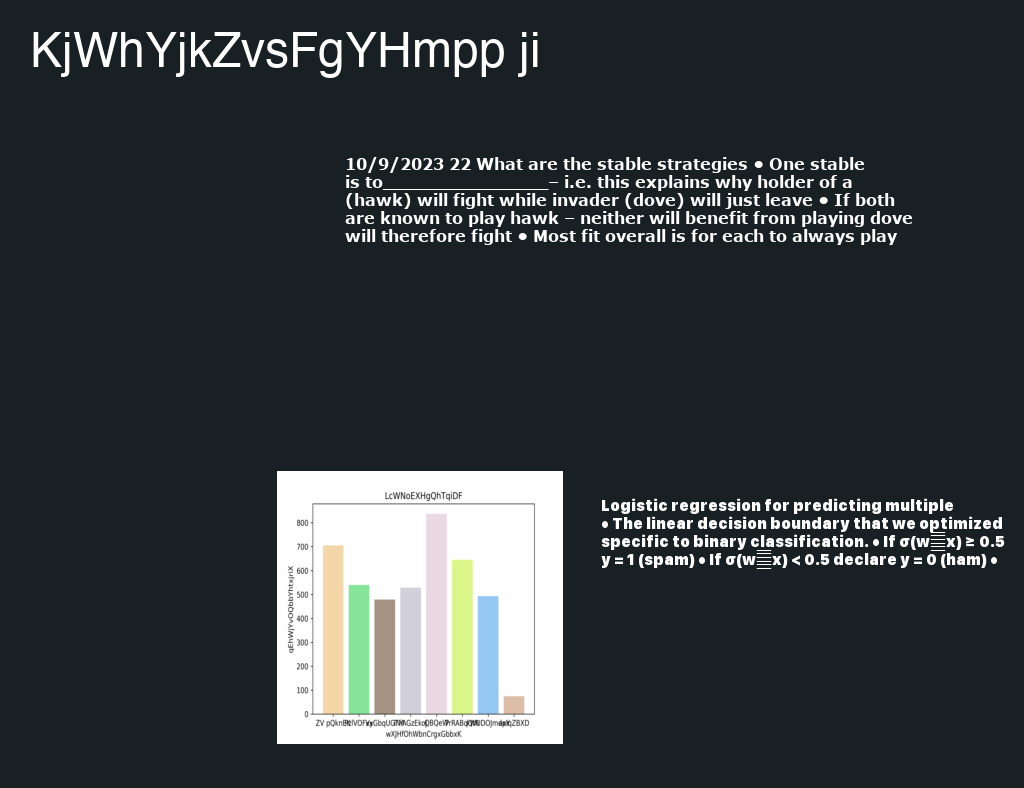 KjWhYjkZvsFgYHmpp ji
10/9/2023 22 What are the stable strategies • One stable
is to___________________– i.e. this explains why holder of a
(hawk) will fight while invader (dove) will just leave • If both
are known to play hawk – neither will benefit from playing dove
will therefore fight • Most fit overall is for each to always play
LcWNoEXHgQhTqiDF
800
700
600
500
400
300
200
100
0
qEhWjYvOQbbYhtxjriX
ZV
wXJHfOhWbnCrgxGbbxK
Logistic regression for predicting multiple
• The linear decision boundary that we optimized
specific to binary classification. • If σ(w x) ≥ 0.5
y = 1 (spam) • If σ(w x) < 0.5 declare y = 0 (ham) •